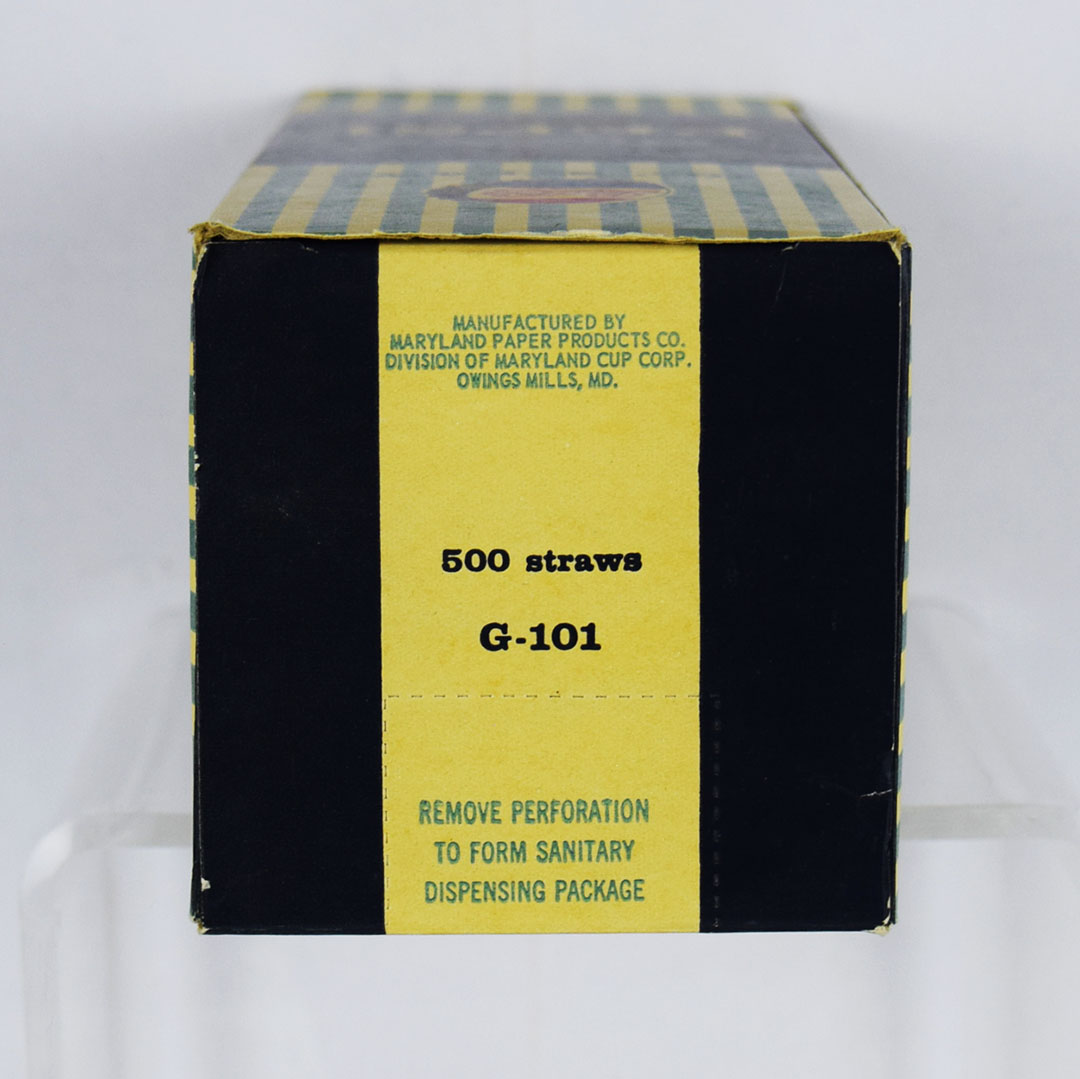 MANUFACTURED BY
MARYLAND PAPER PRODUCTS CO.
DIVISION OF MARYLAND CUP CORP.
OWINGS MILLS, MD.
500 straws
G-101
REMOVE PERFORATION
TO FORM SANITARY
DISPENSING PACKAGE